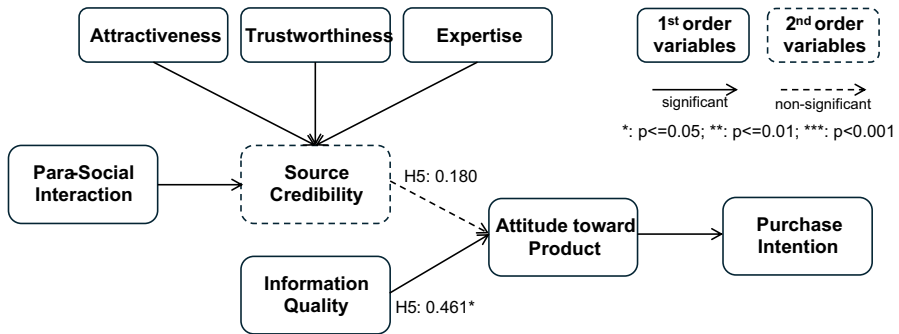 Attractiveness
Trustworthiness
Expertise
1st order
variables
2nd order
variables
significant
non-significant
*: p<=0.05; **: p<=0.01; ***: p<0.001
Para-Social
Interaction
Source
Credibility
H5: 0.180
Attitude toward
Product
Purchase
Intention
Information
Quality
H5: 0.461*